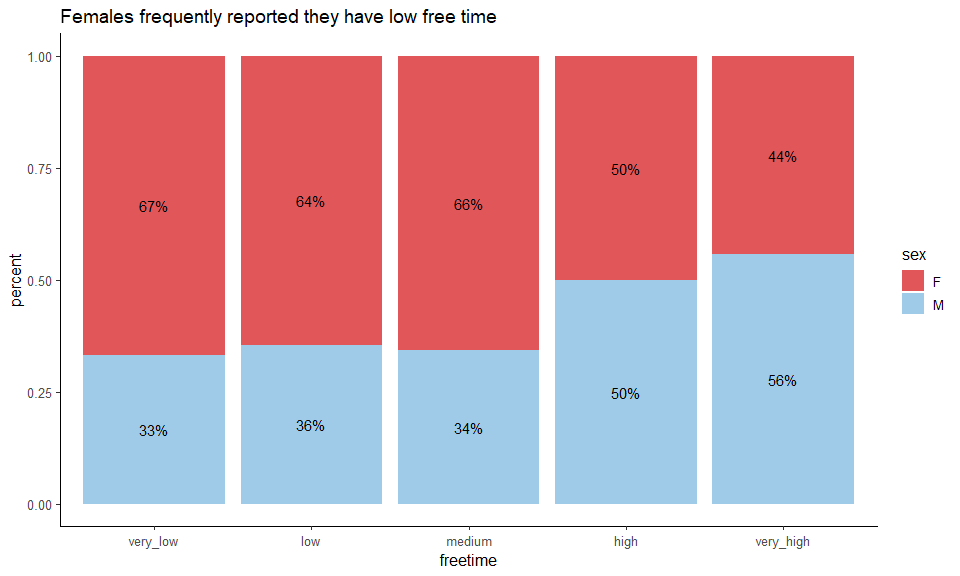 Females frequently reported they have low free time
1.00
0.75
0.50
0.25
0.00
percent
67%
64%
66%
50%
44%
33%
36%
34%
50%
56%
very_low
low
medium
high
very_high
freetime
sex
F
M